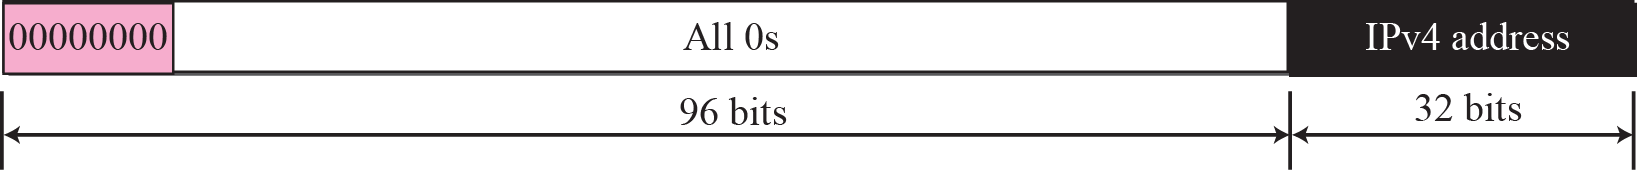 00000000 All 0s IPv4 address
96 bits 32 bits